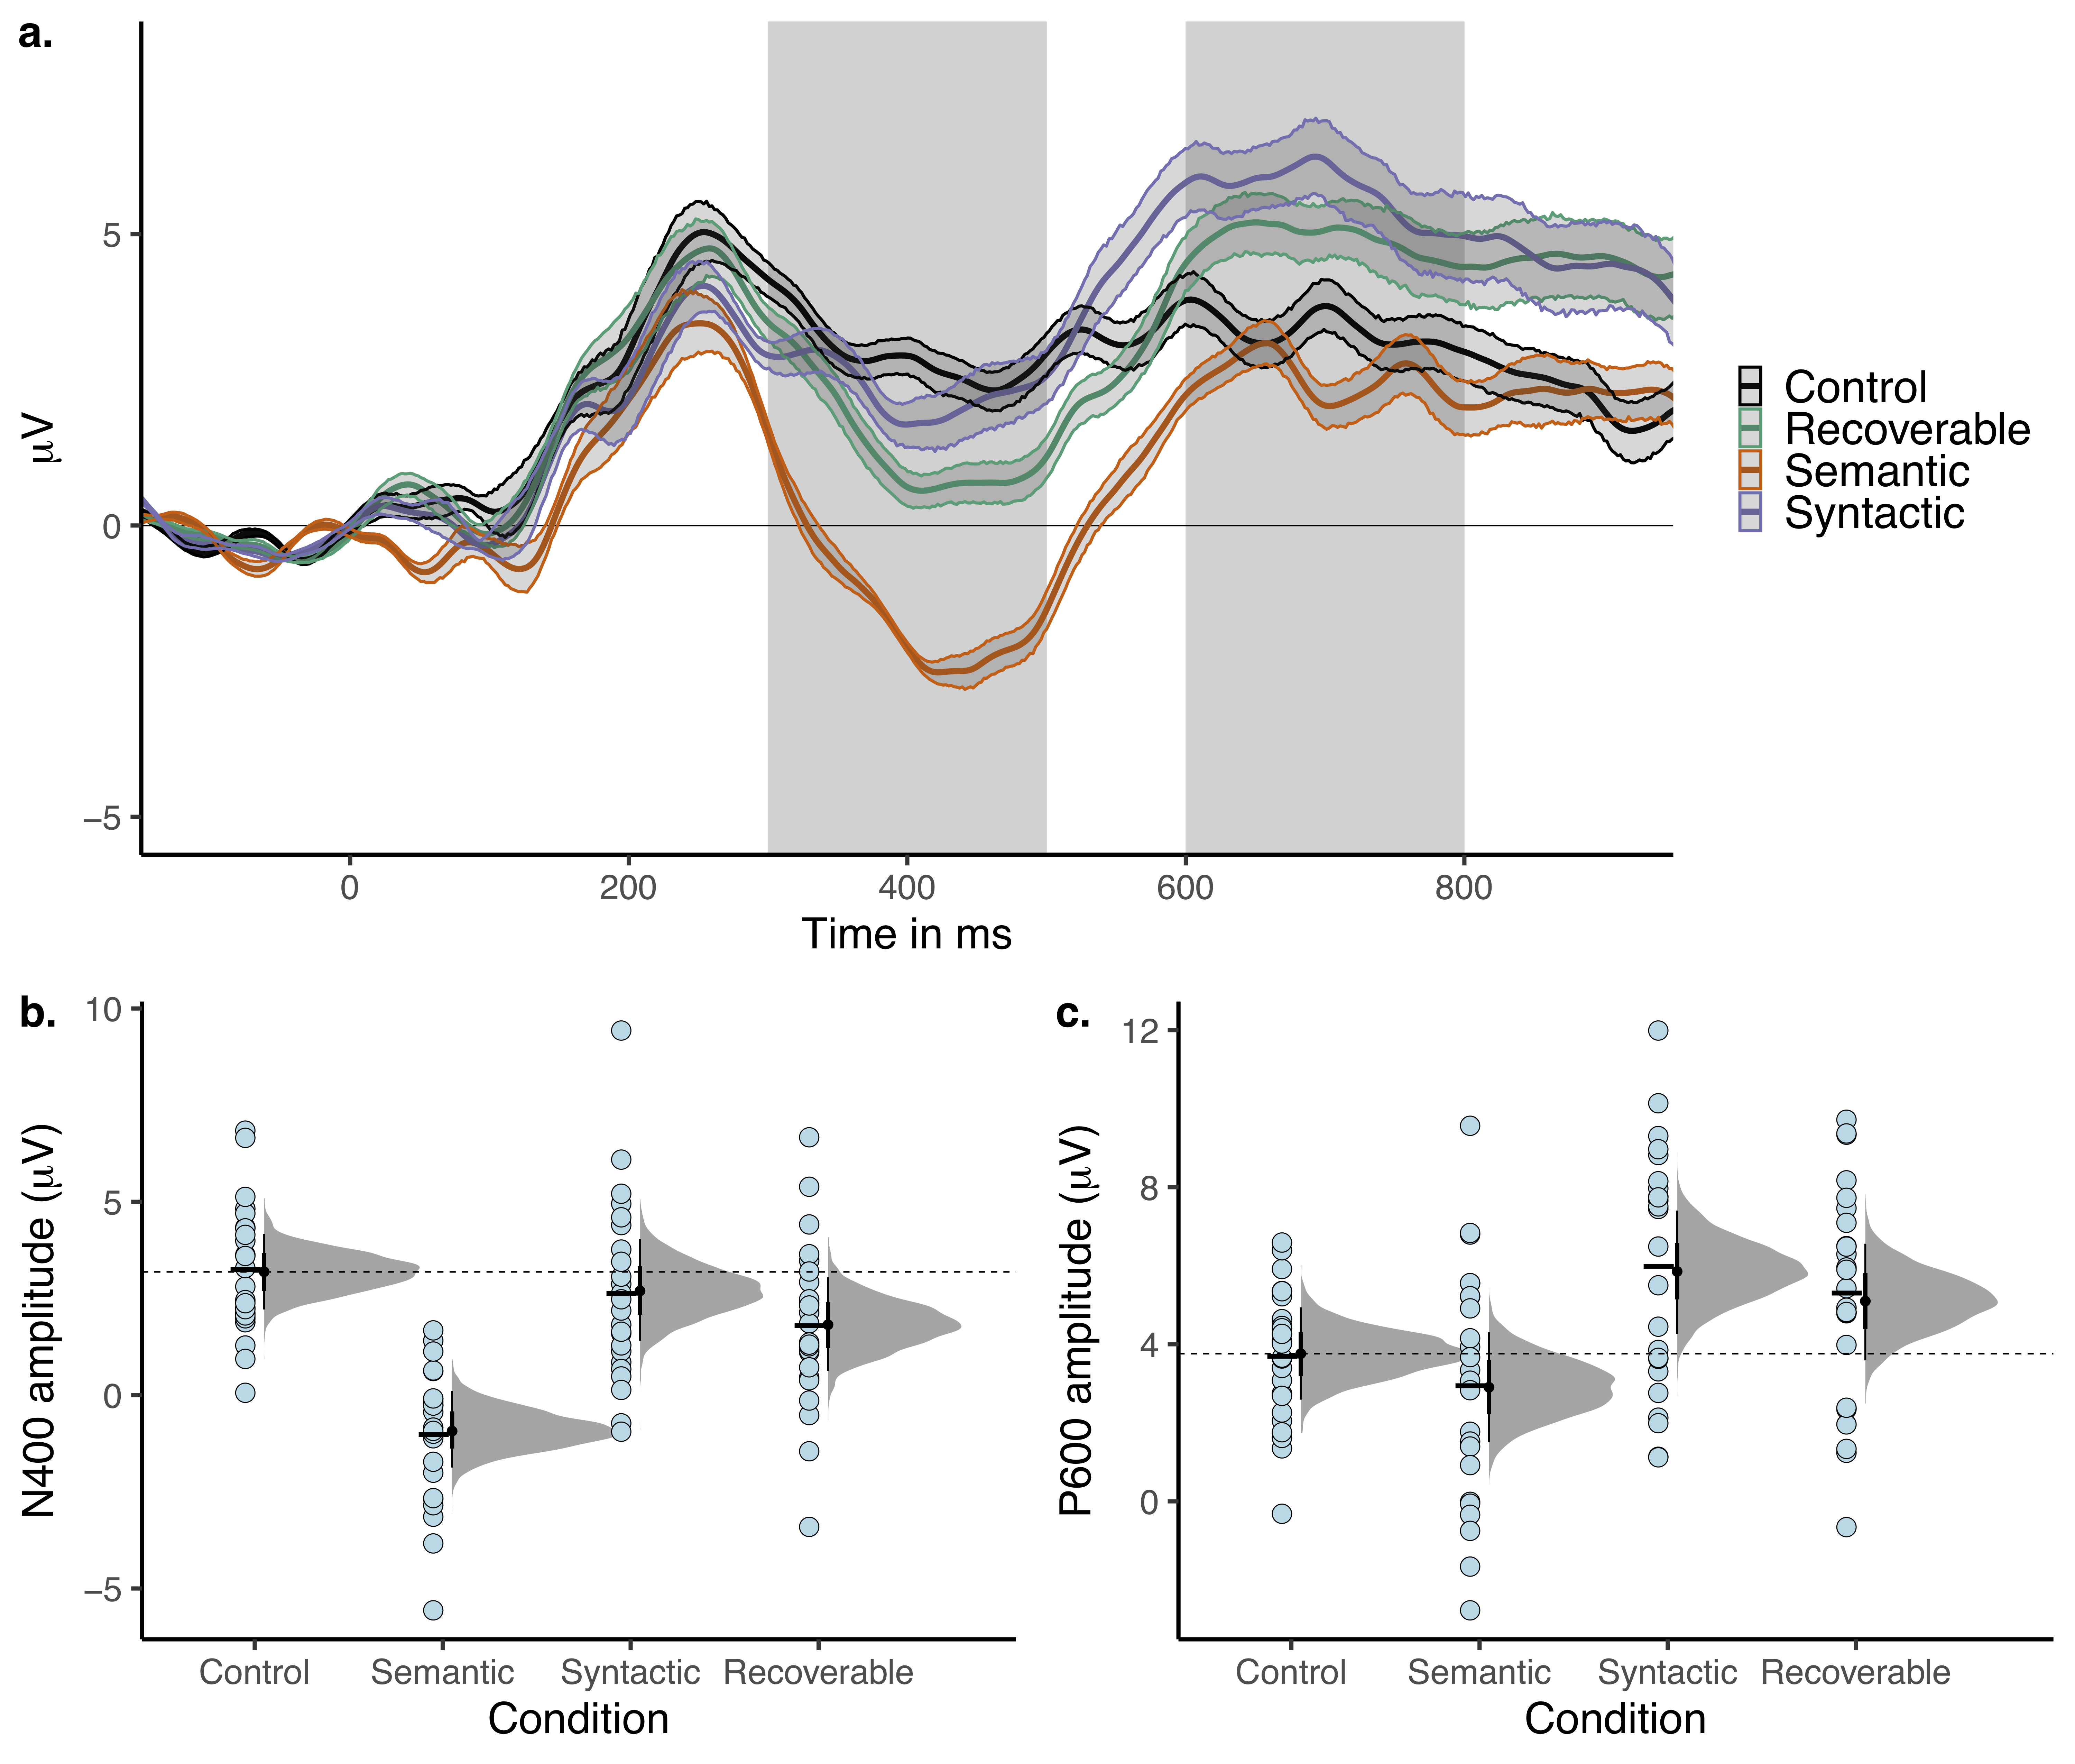 a.
5
0
−5
μV
0 200 400 600 800
Time in ms
Control
Recoverable
Semantic
Syntactic
b.
10
5
0
−5
N400 amplitude (μV)
Control Semantic Syntactic Recoverable
Condition
c.
12
8
4
0
P600 amplitude (μV)
Control Semantic Syntactic Recoverable
Condition